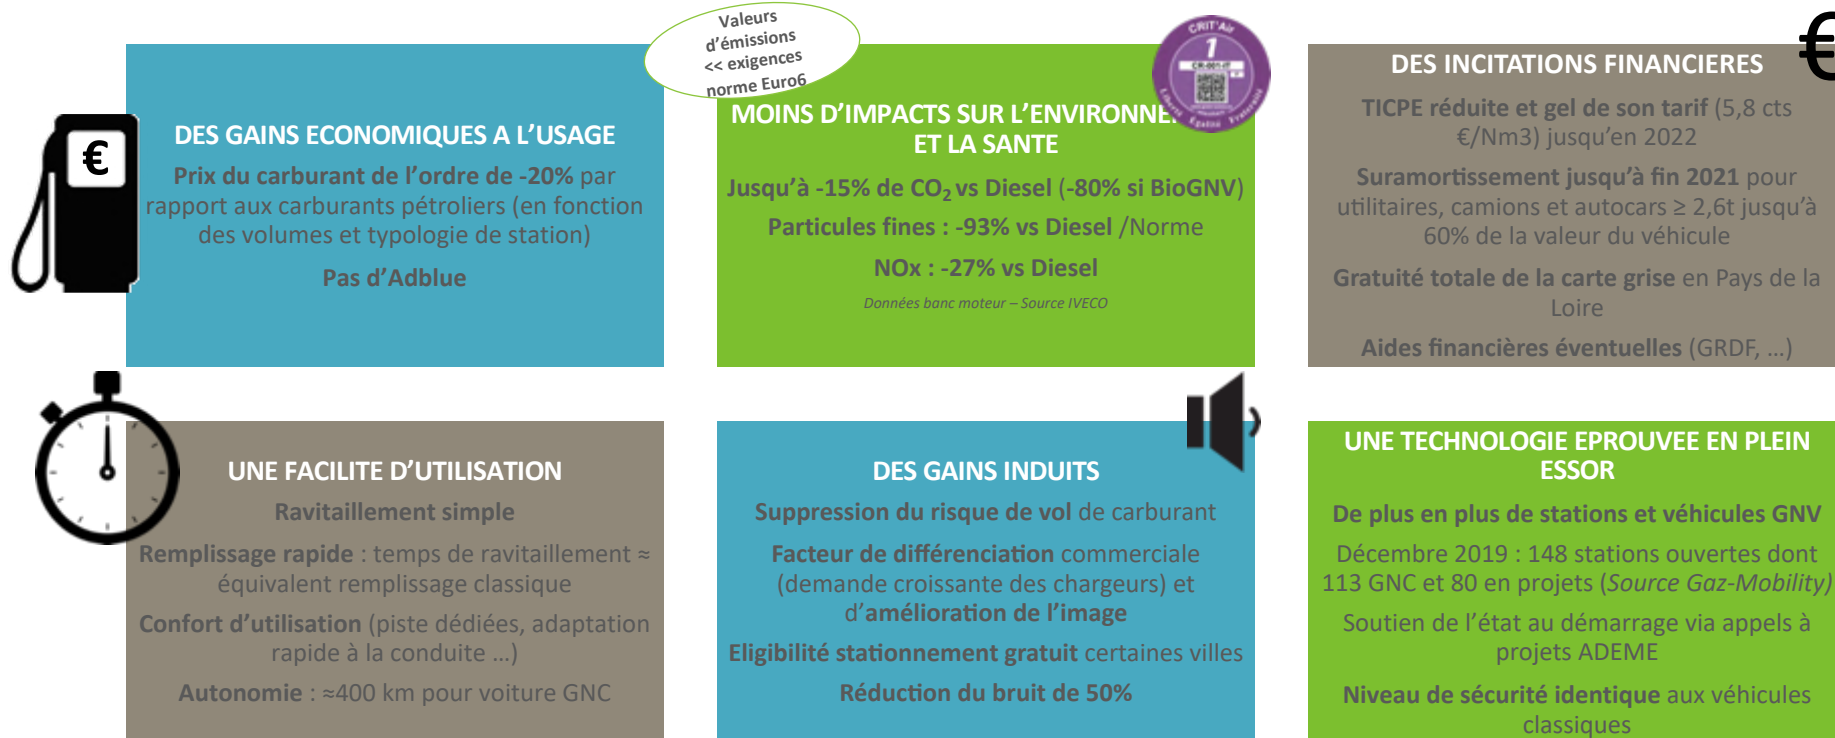 Valeurs
d’émissions
<< exigences
norme Euro6
€
DES GAINS ECONOMIQUES A L’USAGE
Prix du carburant de l’ordre de -20% par
rapport aux carburants pétroliers (en fonction
des volumes et typologie de station)
Pas d’Adblue
CRIT'Air
1
CR-001-IT
Liberté Égalité Fraternité
MOINS D’IMPACTS SUR L’ENVIRONNE
ET LA SANTE
Jusqu’à -15% de CO2 vs Diesel (-80% si BioGNV)
Particules fines : -93% vs Diesel /Norme
NOx : -27% vs Diesel
Données banc moteur – Source IVECO
€
DES INCITATIONS FINANCIERES
TICPE réduite et gel de son tarif (5,8 cts
€/Nm3) jusqu’en 2022
Suramortissement jusqu’à fin 2021 pour
utilitaires, camions et autocars ≥ 2,6t jusqu’à
60% de la valeur du véhicule
Gratuité totale de la carte grise en Pays de la
Loire
Aides financières éventuelles (GRDF, …)
UNE FACILITE D’UTILISATION
Ravitaillement simple
Remplissage rapide : temps de ravitaillement ≈
équivalent remplissage classique
Confort d’utilisation (piste dédiées, adaptation
rapide à la conduite …)
Autonomie : ≈400 km pour voiture GNC
DES GAINS INDUITS
Suppression du risque de vol de carburant
Facteur de différenciation commerciale
(demande croissante des chargeurs) et
d’amélioration de l’image
Eligibilité stationnement gratuit certaines villes
Réduction du bruit de 50%
UNE TECHNOLOGIE EPROUVEE EN PLEIN
ESSOR
De plus en plus de stations et véhicules GNV
Décembre 2019 : 148 stations ouvertes dont
113 GNC et 80 en projets (Source Gaz-Mobility)
Soutien de l’état au démarrage via appels à
projets ADEME
Niveau de sécurité identique aux véhicules
classiques